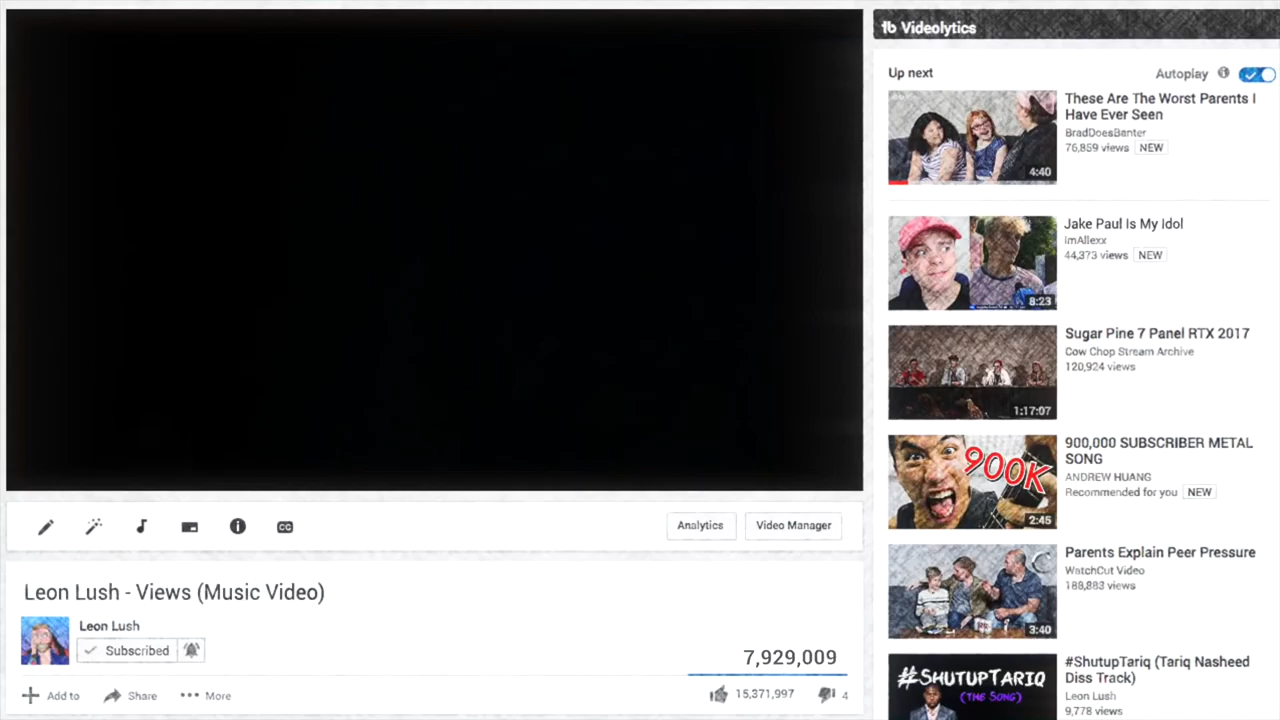 Videolytics
Up next
Autoplay
These Are The Worst Parents I
Have Ever Seen
BradDoesBanter
76,859 views NEW
4:40
Jake Paul Is My Idol
ImAllexx
44,373 views NEW
8:23
Sugar Pine 7 Panel RTX 2017
Cow Chop Stream Archive
120,924 views
1:17:07
900,000 SUBSCRIBER METAL
SONG
ANDREW HUANG
Recommended for you NEW
900K
2:45
Parents Explain Peer Pressure
WatchCut Video
188,883 views
3:40
#ShutupTariq (Tariq Nasheed
Diss Track)
Leon Lush
9,778 views
#SHUTUPTARIQ
(THE SONG)
CC
Analytics
Video Manager
Leon Lush - Views (Music Video)
Leon Lush
Subscribed
7,929,009
Add to
Share
More
15,371,997
4